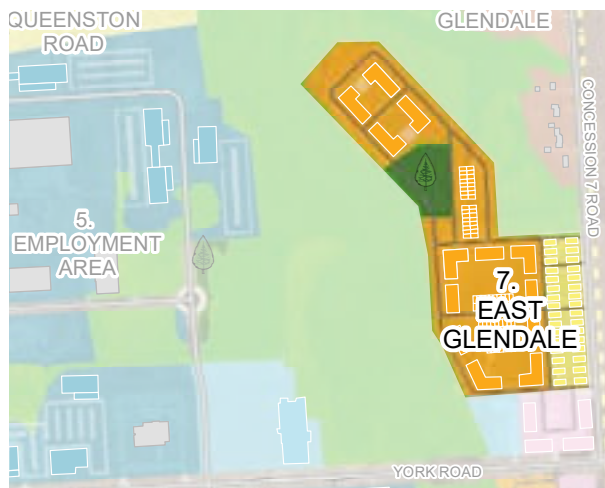 QUEENSTON
ROAD
GLENDALE
CONCESSION 7 ROAD
5.
EMPLOYMENT
AREA
7.
EAST
GLENDALE
YORK ROAD